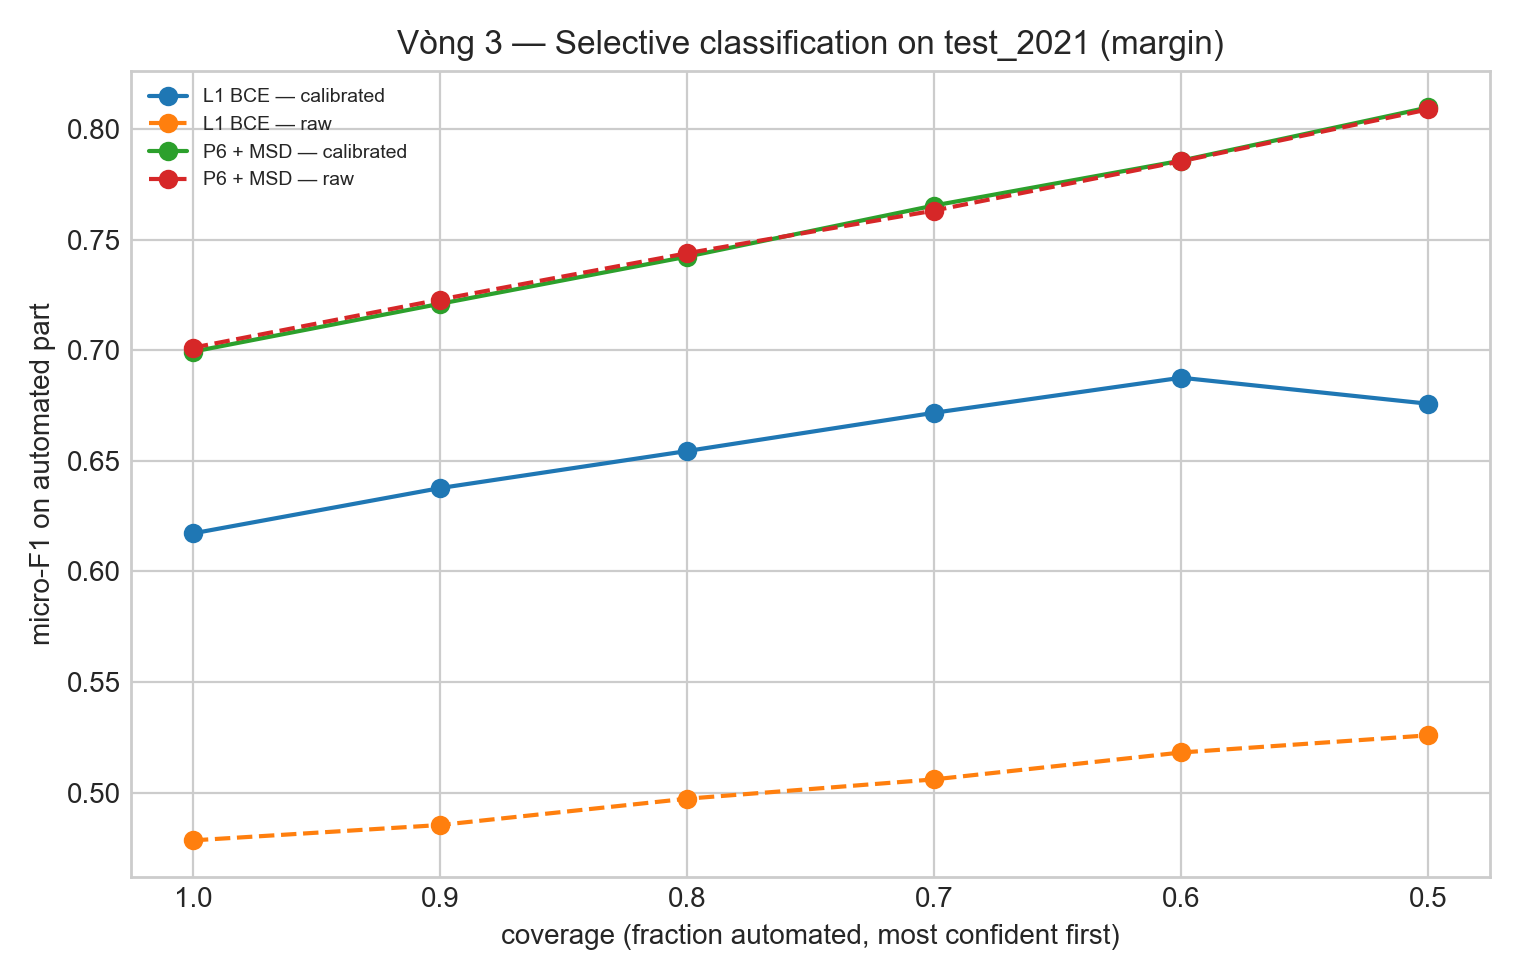 Vòng 3 — Selective classification on test_2021 (margin)
L1 BCE — calibrated
L1 BCE — raw
P6 + MSD — calibrated
P6 + MSD — raw
micro-F1 on automated part
0.80
0.75
0.70
0.65
0.60
0.55
0.50
1.0 0.9 0.8 0.7 0.6 0.5
coverage (fraction automated, most confident first)